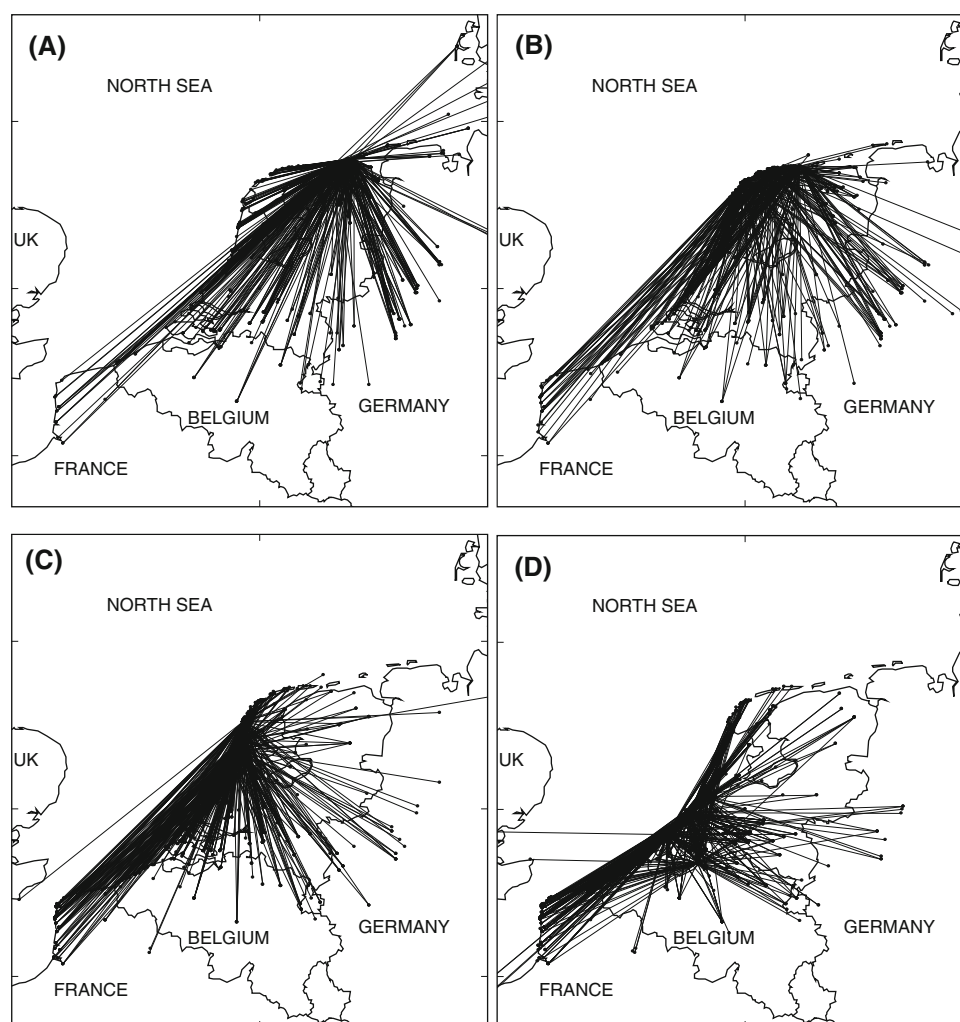 (A)
NORTH SEA
UK
BELGIUM
GERMANY
FRANCE
(B)
NORTH SEA
UK
BELGIUM
GERMANY
FRANCE
(C)
NORTH SEA
UK
BELGIUM
GERMANY
FRANCE
(D)
NORTH SEA
UK
BELGIUM
GERMANY
FRANCE